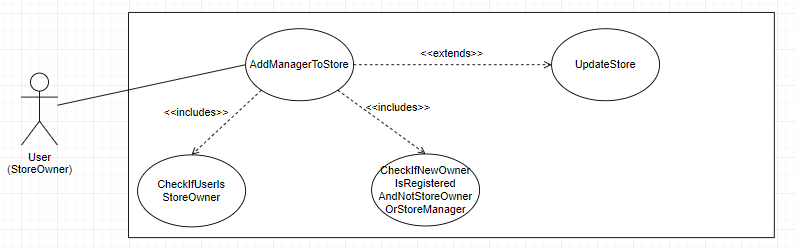 <<extends>>
AddManagerToStore
UpdateStore
<<includes>>
<<includes>>
User
(StoreOwner)
CheckIfUserIs
StoreOwner
CheckIfNewOwner
IsRegistered
AndNotStoreOwner
OrStoreManager